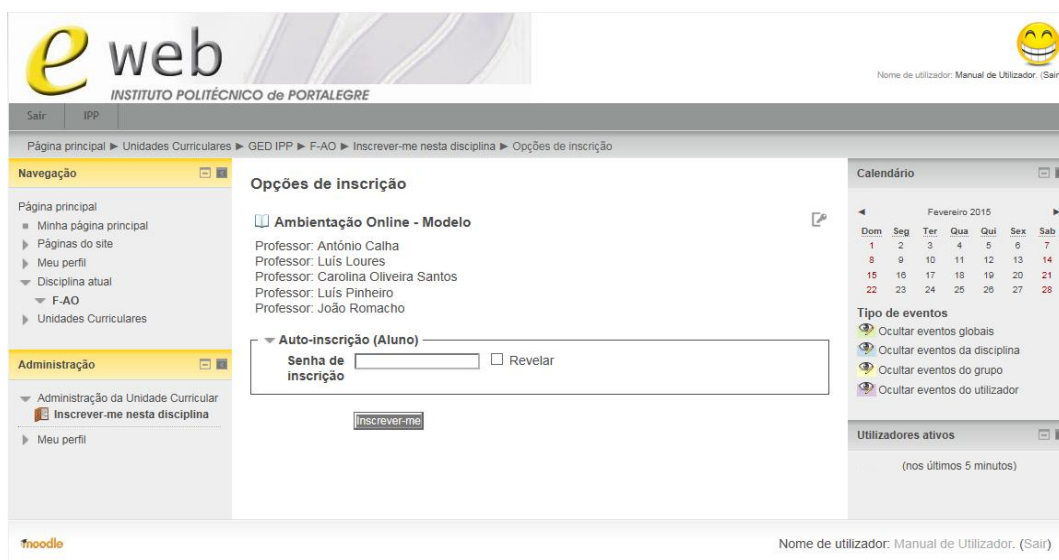 e web
INSTITUTO POLITÉCNICO de PORTALEGRE
Nome de utilizador: Manual de Utilizador. (Sair
Sair IPP
Página principal ► Unidades Curriculares ► GED IPP ► F-AO ► Inscrever-me nesta disciplina ► Opções de inscrição
Navegação
Página principal
Minha página principal
Páginas do site
Meu perfil
Disciplina atual
F-AO
Unidades Curriculares
Administração
Administração da Unidade Curricular
Inscrever-me nesta disciplina
Meu perfil
Opções de inscrição
Ambientação Online - Modelo
Professor: António Calha
Professor: Luís Loures
Professor: Carolina Oliveira Santos
Professor: Luís Pinheiro
Professor: João Romacho
Auto-inscrição (Aluno)
Senha de inscrição
Revelar
Inscrever-me
Calendário
◄ Fevereiro 2015 ►
Dom Seg Ter Qua Qui Sex Sab
1 2 3 4 5 6 7
8 9 10 11 12 13 14
15 16 17 18 19 20 21
22 23 24 25 26 27 28
Tipo de eventos
Ocultar eventos globais
Ocultar eventos da disciplina
Ocultar eventos do grupo
Ocultar eventos do utilizador
Utilizadores ativos
(nos últimos 5 minutos)
moodle
Nome de utilizador: Manual de Utilizador. (Sair)